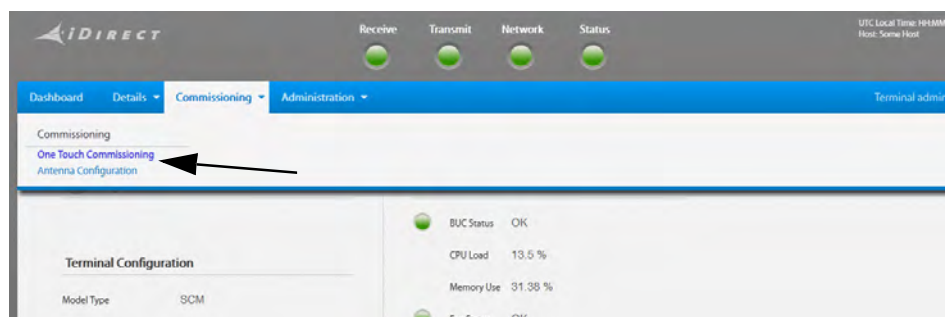 iDIRECT
Receive Transmit Network Status
UTC Local Time: HH:MM
Host: Some Host
Dashboard Details Commissioning Administration
Terminal admin
Commissioning
One Touch Commissioning
Antenna Configuration
BUC Status OK
CPU Load 13.5 %
Terminal Configuration
Memory Use 31.38 %
Model Type SCM
OK